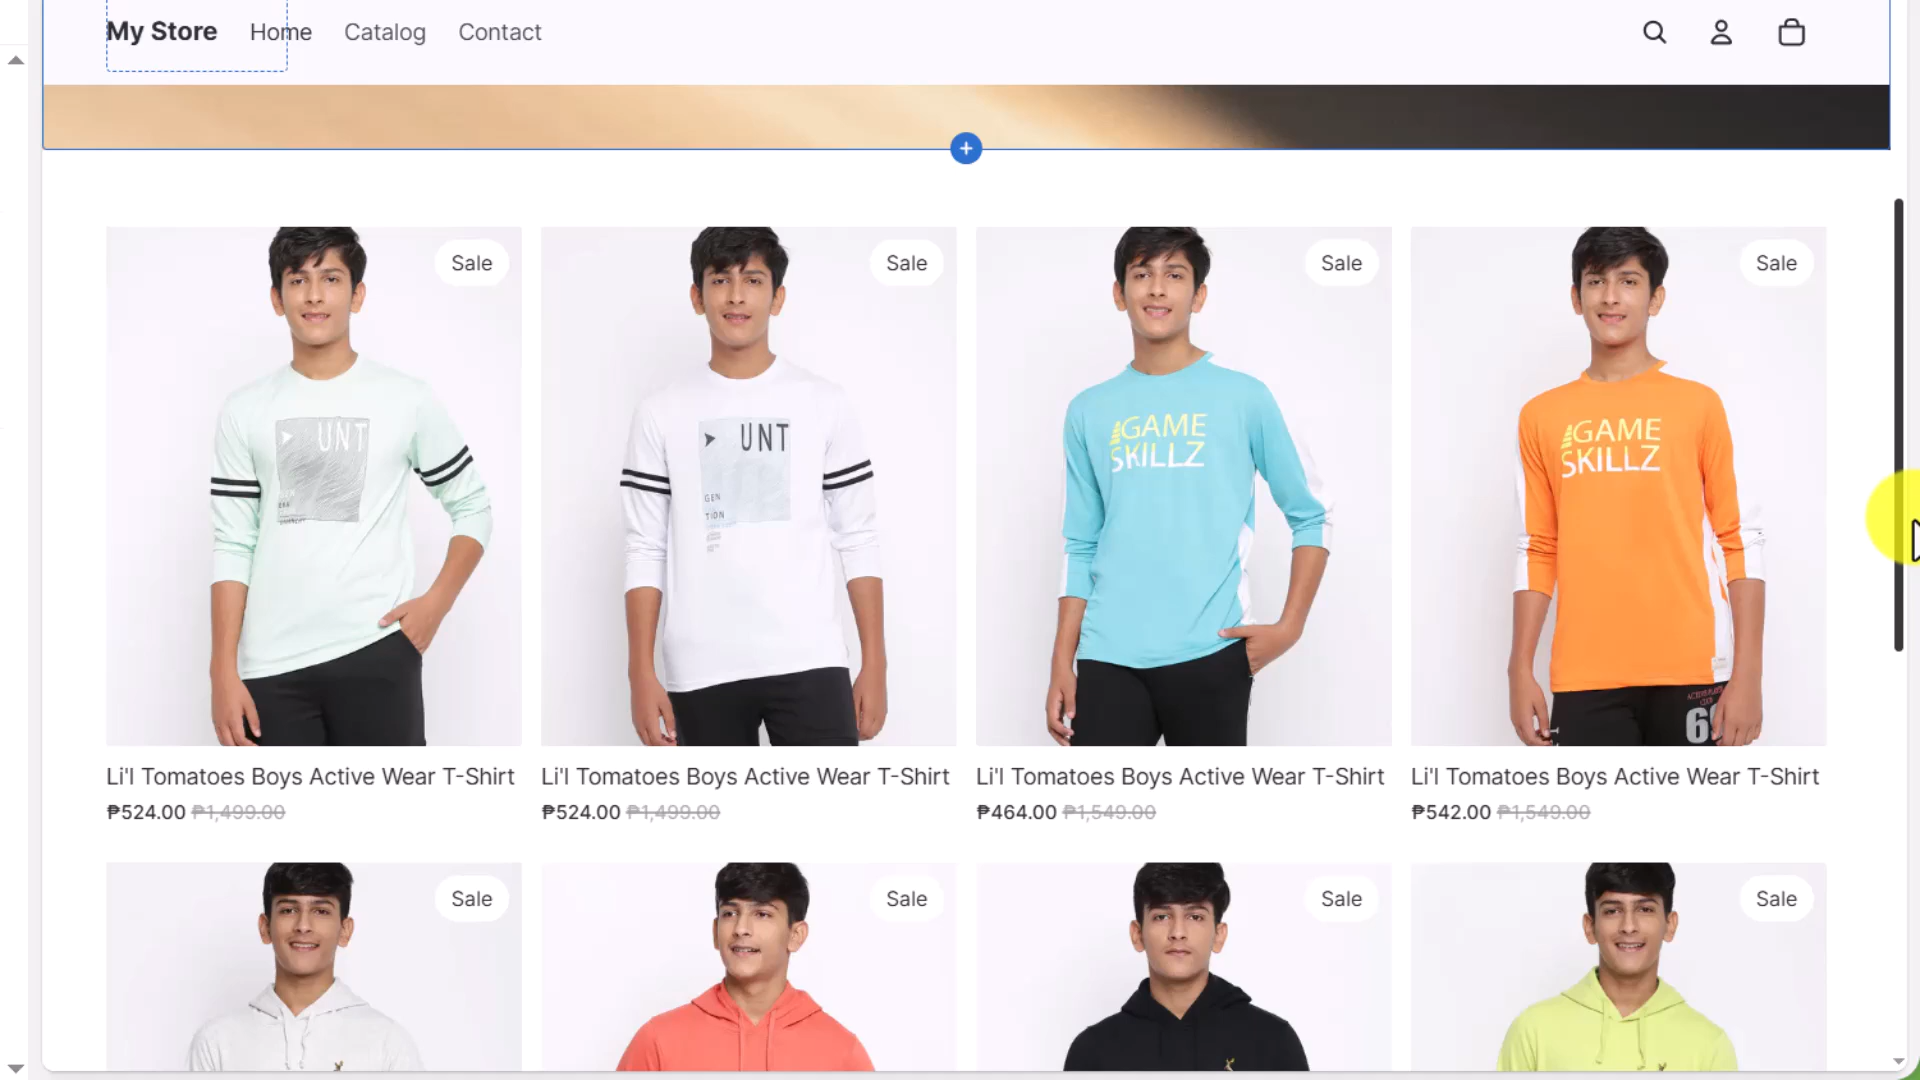 My Store Home Catalog Contact
Sale Sale Sale Sale
UNT
UNT
GEN
TION
GAME
SKILLZ
GAME
SKILLZ
Li'l Tomatoes Boys Active Wear T-Shirt
₱524.00 ₱1,499.00
Li'l Tomatoes Boys Active Wear T-Shirt
₱524.00 ₱1,499.00
Li'l Tomatoes Boys Active Wear T-Shirt
₱464.00 ₱1,549.00
Li'l Tomatoes Boys Active Wear T-Shirt
₱542.00 ₱1,549.00
Sale Sale Sale Sale